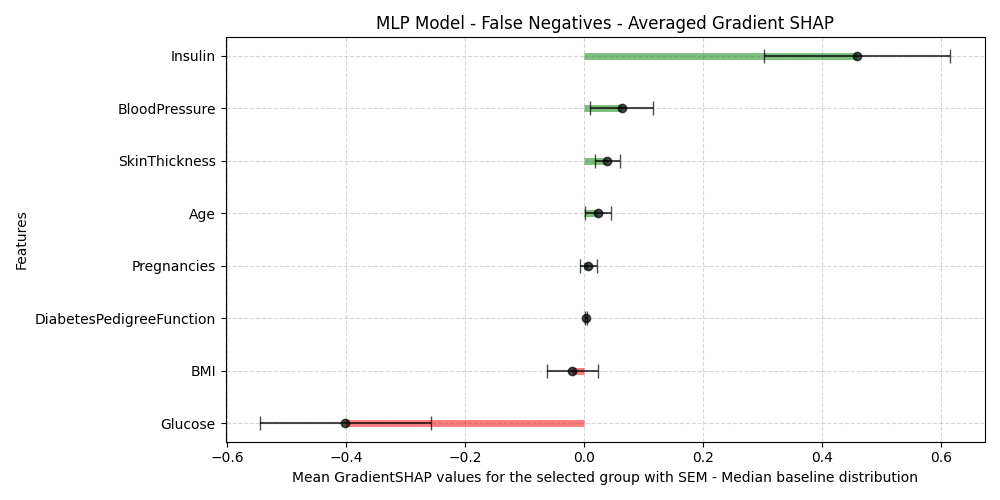 MLP Model - False Negatives - Averaged Gradient SHAP
Features
Insulin
BloodPressure
SkinThickness
Age
Pregnancies
DiabetesPedigreeFunction
BMI
Glucose
−0.6 −0.4 −0.2 0.0 0.2 0.4 0.6
Mean GradientSHAP values for the selected group with SEM - Median baseline distribution